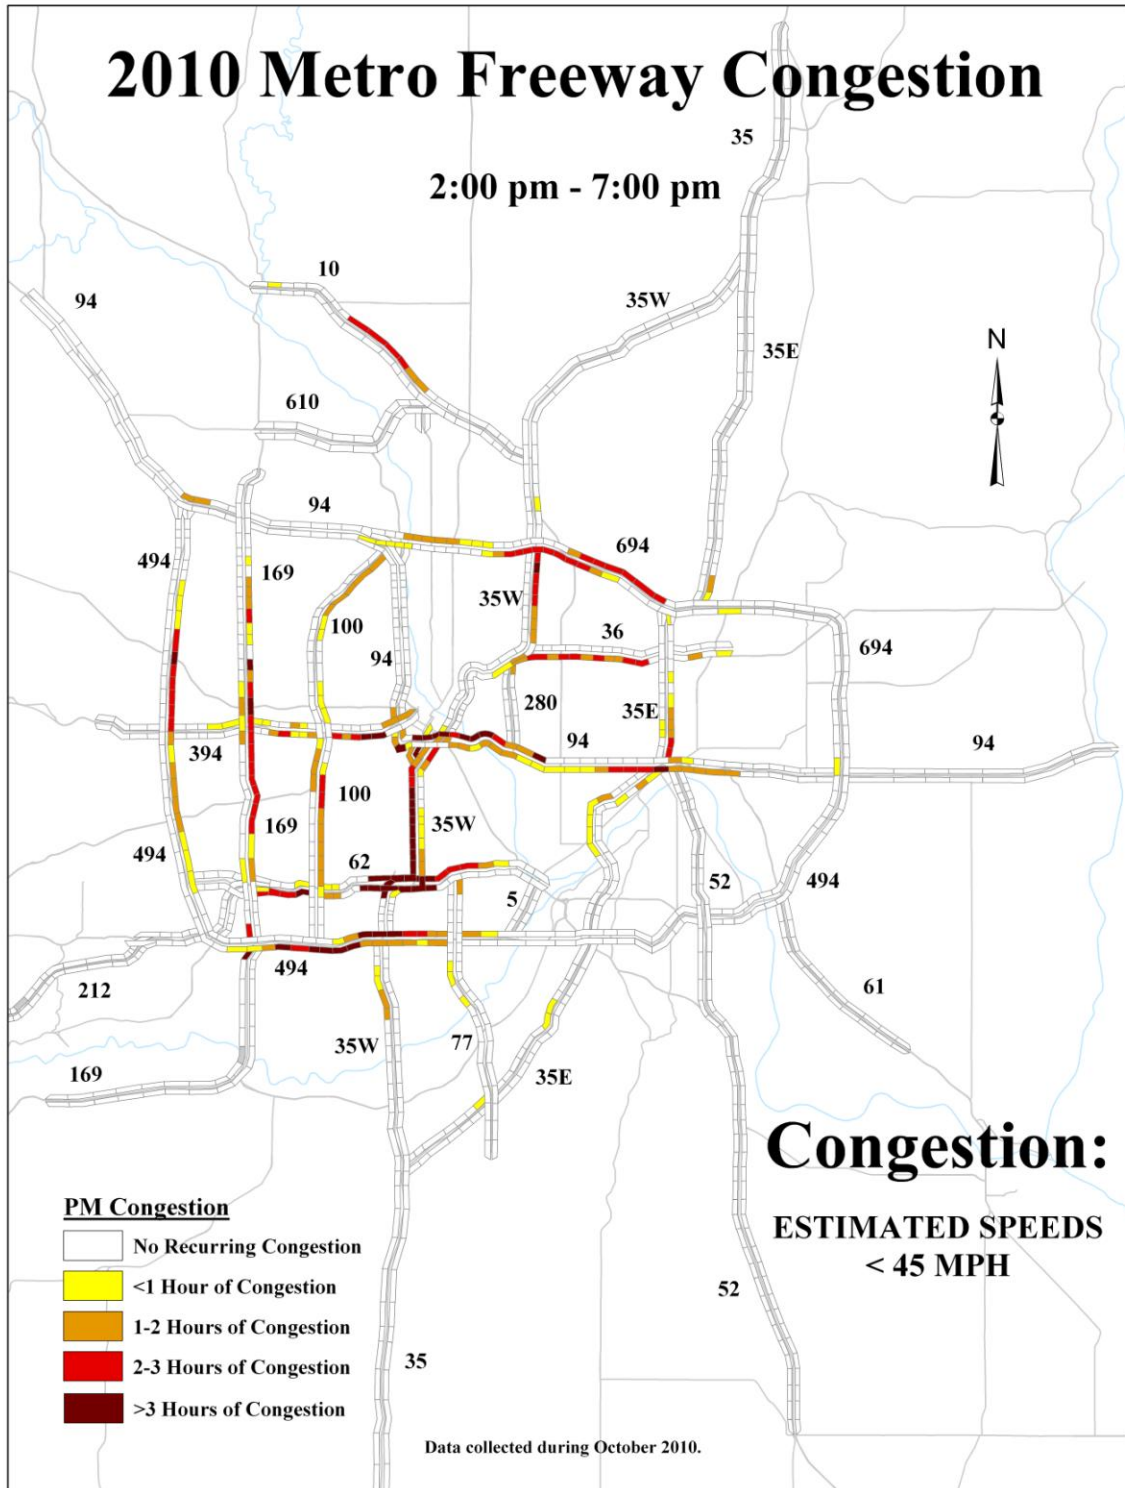 2010 Metro Freeway Congestion
35
2:00 pm - 7:00 pm
10
94
35W
35E
N
610
94
494
169
694
35W
100
36
94
694
280
35E
94
94
394
100
169
35W
494
62
52
494
5
494
212
61
35W
77
35E
169
Congestion:
PM Congestion
No Recurring Congestion
<1 Hour of Congestion
1-2 Hours of Congestion
2-3 Hours of Congestion
>3 Hours of Congestion
ESTIMATED SPEEDS
< 45 MPH
52
35
Data collected during October 2010.